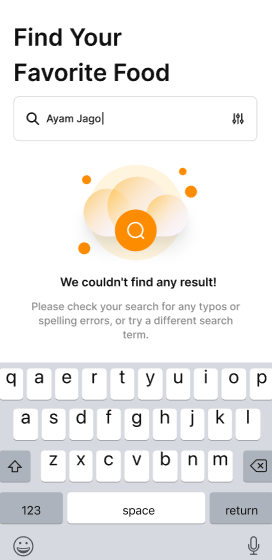 Find Your
Favorite Food
Ayam Jago
We couldn't find any result!
Please check your search for any typos or
spelling errors, or try a different search
term.
q a e r t y u i o p
a s d f g h j k l
z x c v b n m
123 space return